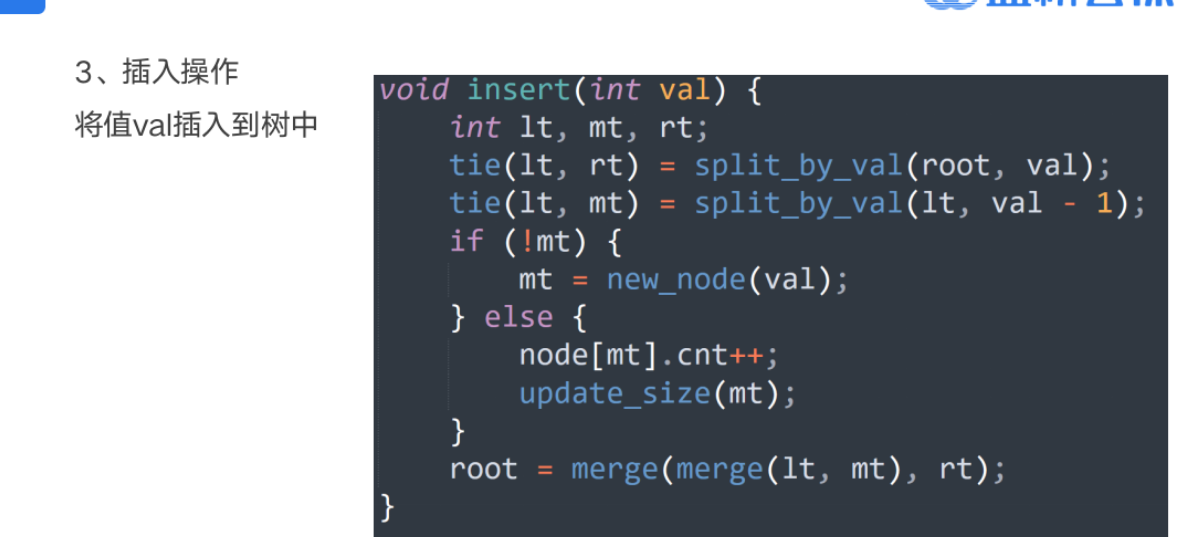 3、插入操作
将值val插入到树中
void insert(int val) {
    int lt, mt, rt;
    tie(lt, rt) = split_by_val(root, val);
    tie(lt, mt) = split_by_val(lt, val - 1);
    if (!mt) {
        mt = new_node(val);
    } else {
        node[mt].cnt++;
        update_size(mt);
    }
    root = merge(merge(lt, mt), rt);
}